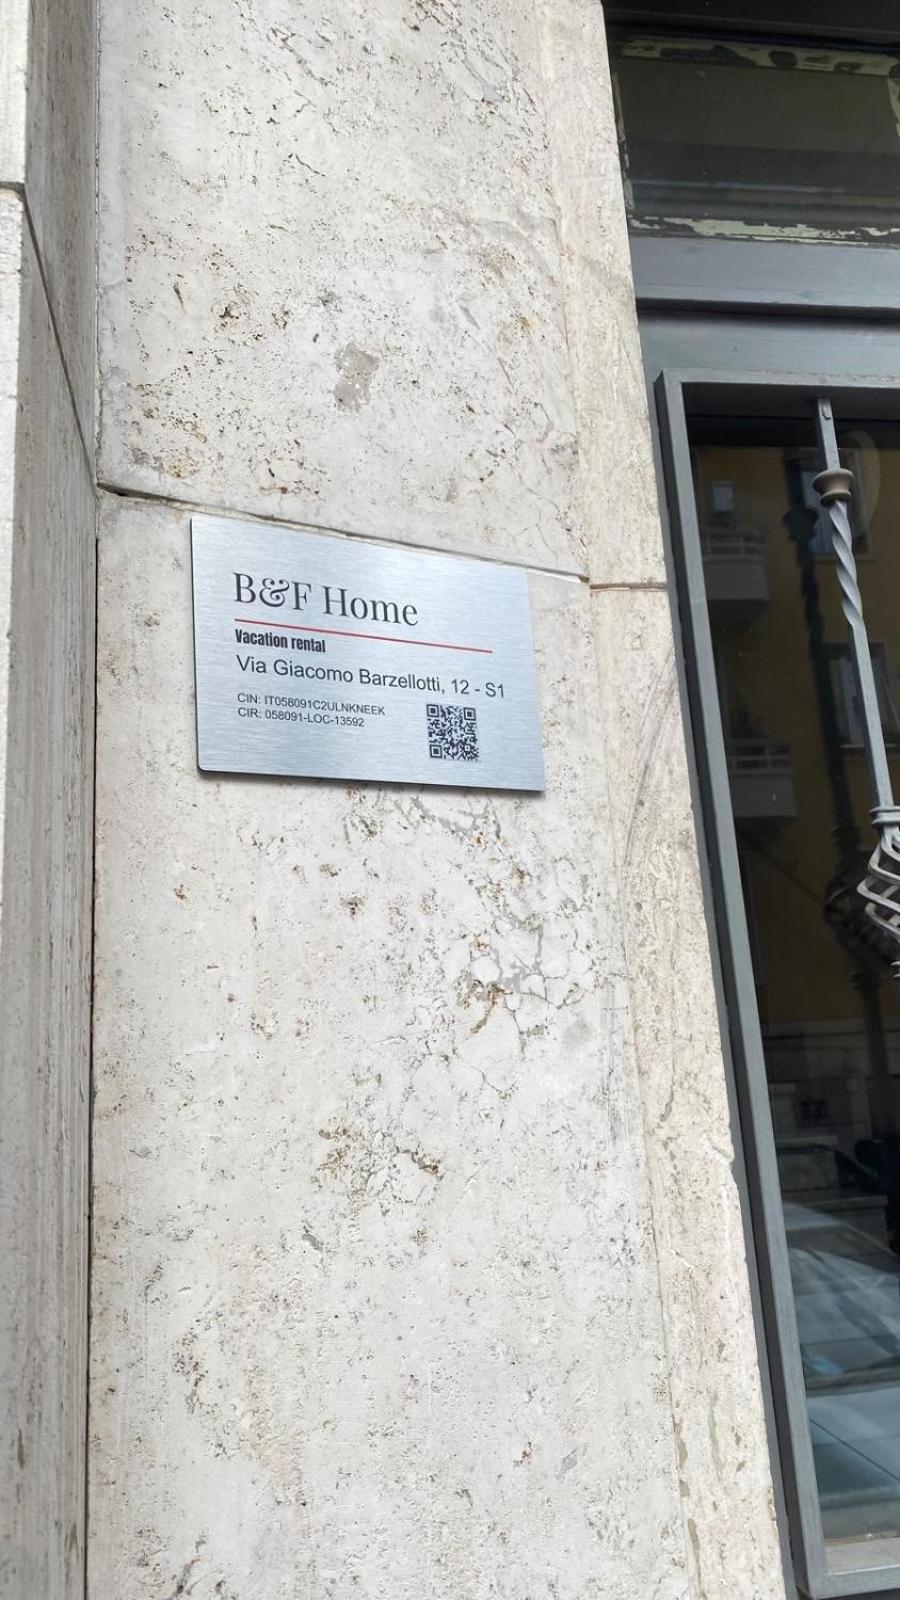 B&F Home
Vacation rental
Via Giacomo Barzellotti, 12 - S1
CIN: IT058091C2ULNKNEEK
CIR: 058091-LOC-13592